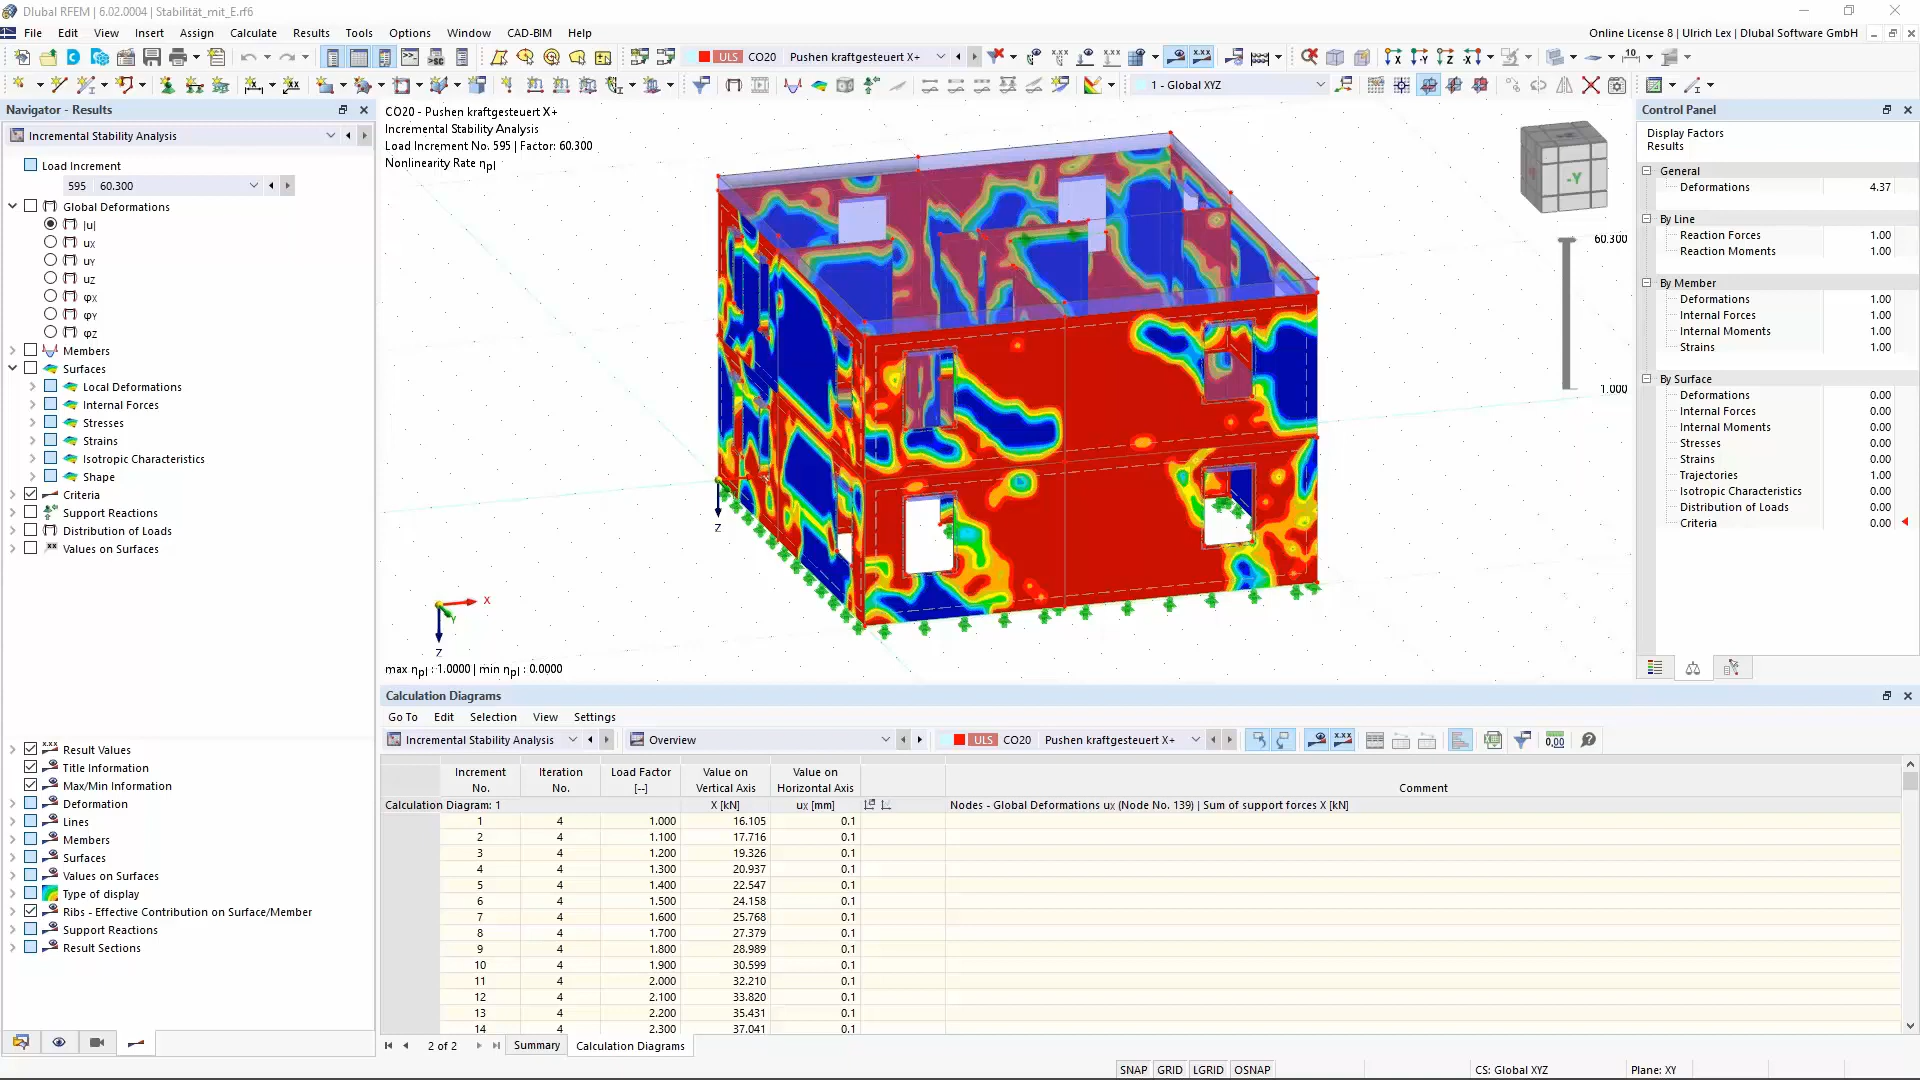 Dlubal RFEM | 6.02.0004 | Stabilität_mit_E.rf6
File Edit View Insert Assign Calculate Results Tools Options Window CAD-BIM Help
Online License 8 | Ulrich Lex | Dlubal Software GmbH
ULS CO20 Pushen kraftgesteuert X+
1 - Global XYZ
Navigator - Results
Incremental Stability Analysis
Load Increment
595 60.300
Global Deformations
|u|
uX
uY
uZ
φX
φY
φZ
Members
Surfaces
Local Deformations
Internal Forces
Stresses
Strains
Isotropic Characteristics
Shape
Criteria
Support Reactions
Distribution of Loads
Values on Surfaces
Result Values
Title Information
Max/Min Information
Deformation
Lines
Members
Surfaces
Values on Surfaces
Type of display
Ribs - Effective Contribution on Surface/Member
Support Reactions
Result Sections
CO20 - Pushen kraftgesteuert X+
Incremental Stability Analysis
Load Increment No. 595 | Factor: 60.300
Nonlinearity Rate ηpl
-Y
60.300
1.000
Z
X
Y
Z
max ηpl : 1.0000 | min ηpl : 0.0000
Control Panel
Display Factors
Results
General
Deformations 4.37
By Line
Reaction Forces 1.00
Reaction Moments 1.00
By Member
Deformations 1.00
Internal Forces 1.00
Internal Moments 1.00
Strains 1.00
By Surface
Deformations 0.00
Internal Forces 0.00
Internal Moments 0.00
Stresses 0.00
Strains 0.00
Trajectories 1.00
Isotropic Characteristics 0.00
Distribution of Loads 0.00
Criteria 0.00
Calculation Diagrams
Go To Edit Selection View Settings
Incremental Stability Analysis Overview ULS CO20 Pushen kraftgesteuert X+
Increment No. Iteration No. Load Factor [--] Value on Vertical Axis Value on Horizontal Axis Comment
Calculation Diagram: 1 X [kN] uX [mm] Nodes - Global Deformations uX (Node No. 139) | Sum of support forces X [kN]
1 4 1.000 16.105 0.1
2 4 1.100 17.716 0.1
3 4 1.200 19.326 0.1
4 4 1.300 20.937 0.1
5 4 1.400 22.547 0.1
6 4 1.500 24.158 0.1
7 4 1.600 25.768 0.1
8 4 1.700 27.379 0.1
9 4 1.800 28.989 0.1
10 4 1.900 30.599 0.1
11 4 2.000 32.210 0.1
12 4 2.100 33.820 0.1
13 4 2.200 35.431 0.1
14 4 2.300 37.041 0.1
2 of 2 Summary Calculation Diagrams
SNAP GRID LGRID OSNAP CS: Global XYZ Plane: XY